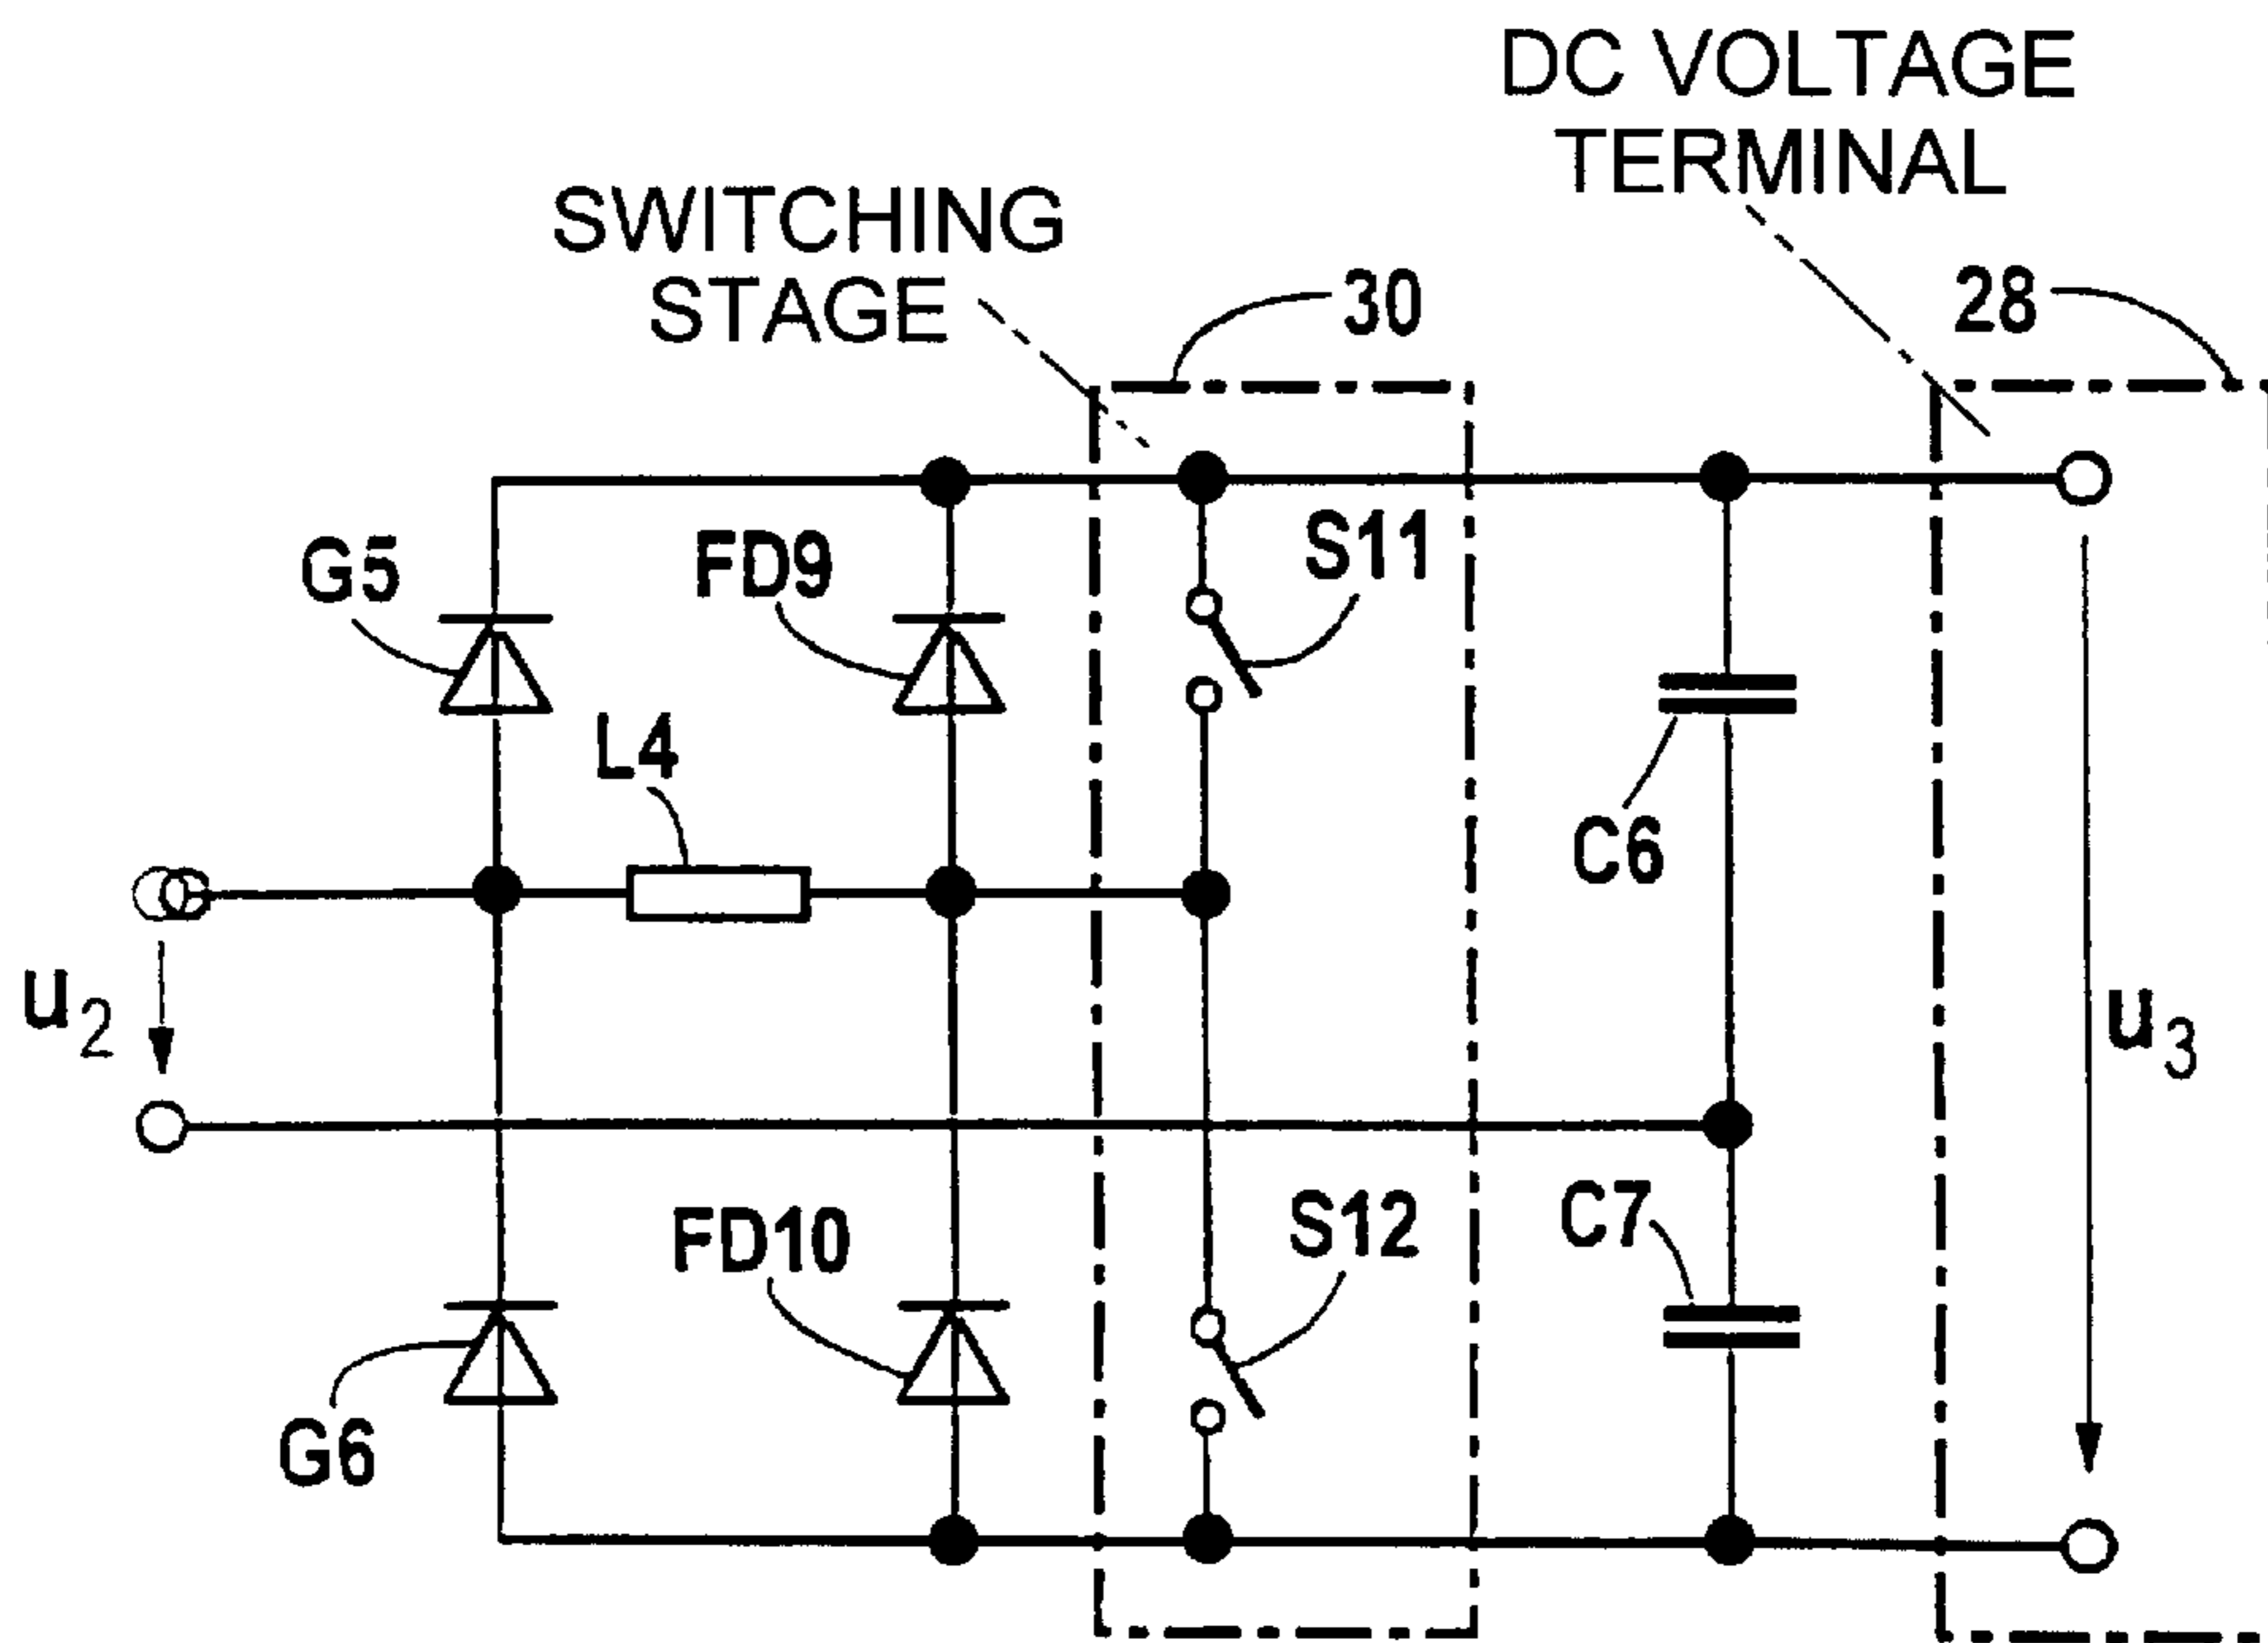 DC VOLTAGE
TERMINAL
SWITCHING
STAGE
30
28
G5
FD9
S11
L4
C6
u2
u3
FD10
S12
C7
G6